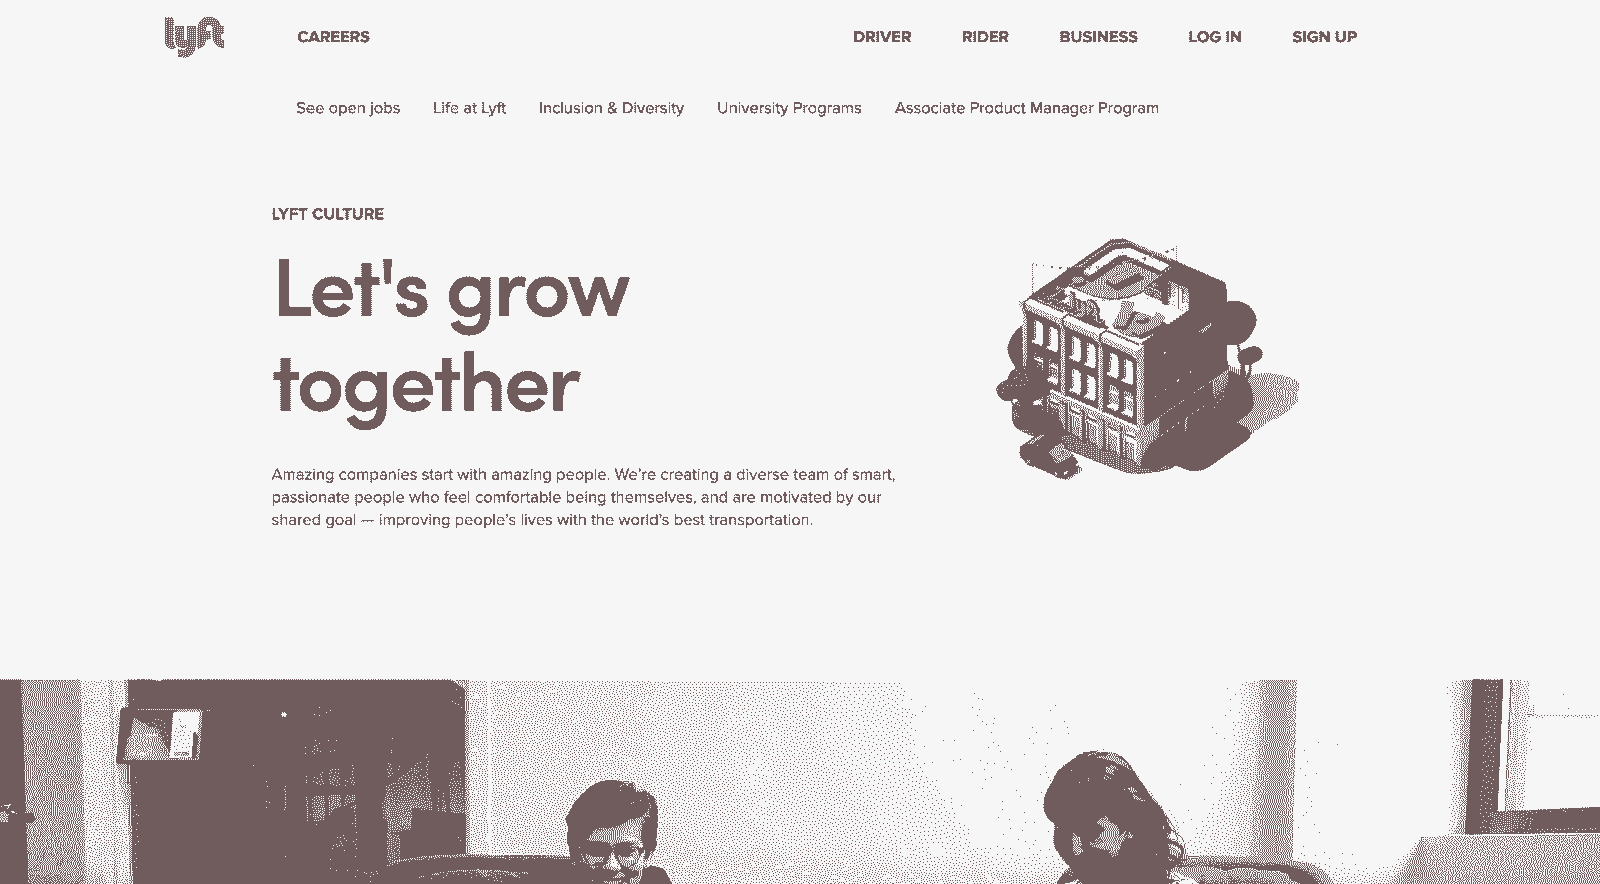 lyft
CAREERS
DRIVER
RIDER
BUSINESS
LOG IN
SIGN UP
See open jobs
Life at Lyft
Inclusion & Diversity
University Programs
Associate Product Manager Program
LYFT CULTURE
Let's grow
together
Amazing companies start with amazing people. We’re creating a diverse team of smart,
passionate people who feel comfortable being themselves, and are motivated by our
shared goal — improving people’s lives with the world’s best transportation.